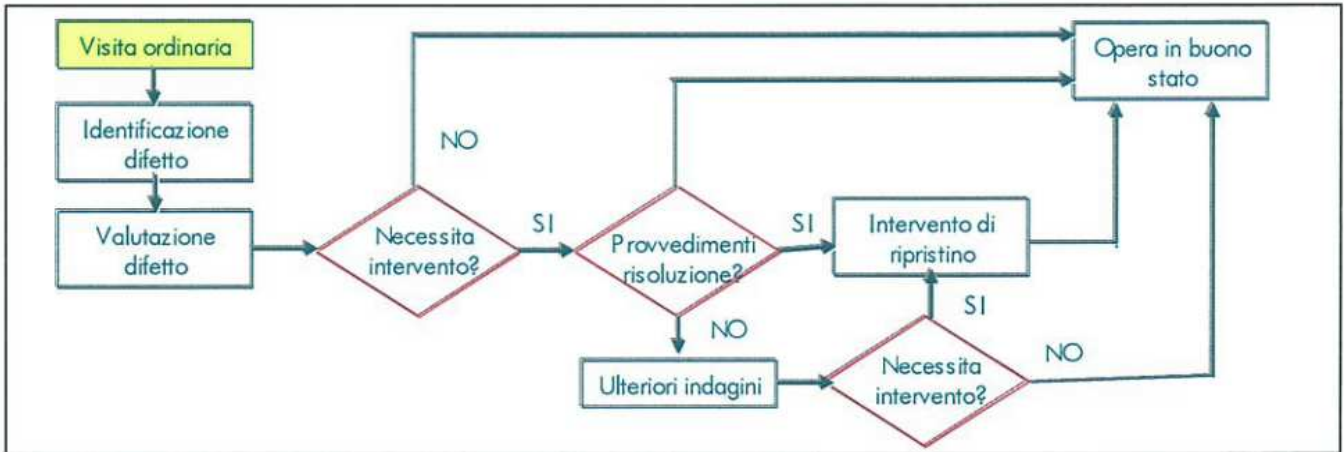 Visita ordinaria
Opera in buono
stato
Identificazione
difetto
NO
Valutazione
difetto
Necessita
intervento?
SI
Provvedimenti
risoluzione?
SI
Intervento di
ripristino
NO
SI
Ulteriori indagini
Necessita
intervento?
NO